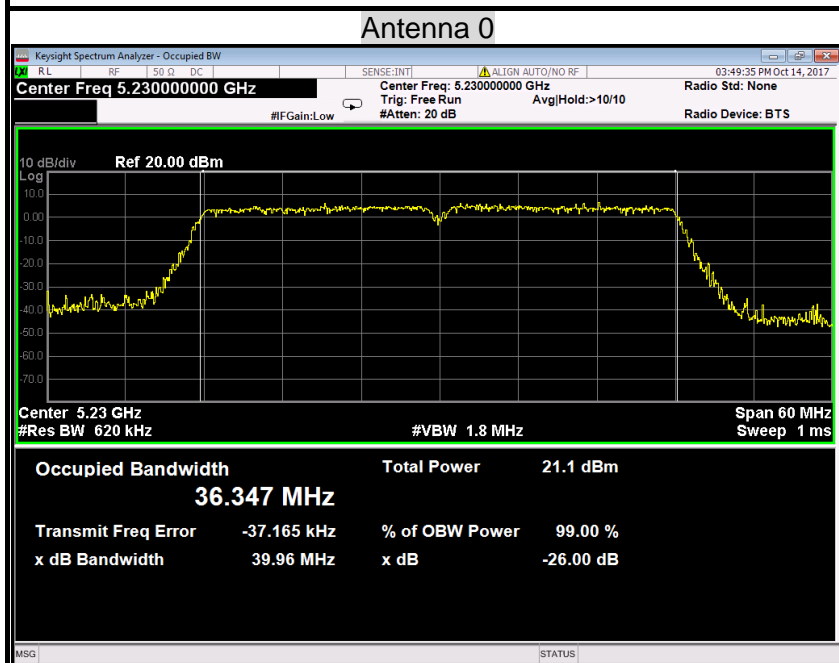 Antenna 0
Keysight Spectrum Analyzer - Occupied BW
LXI RL RF 50 Ω DC SENSE:INT ALIGN AUTO/NO RF 03:49:35 PM Oct 14, 2017
Center Freq 5.230000000 GHz Center Freq: 5.230000000 GHz Radio Std: None
Trig: Free Run Avg|Hold:>10/10
#IFGain:Low #Atten: 20 dB Radio Device: BTS
10 dB/div Ref 20.00 dBm
Log
10.0
0.00
-10.0
-20.0
-30.0
-40.0
-50.0
-60.0
-70.0
Center 5.23 GHz Span 60 MHz
#Res BW 620 kHz #VBW 1.8 MHz Sweep 1 ms
Occupied Bandwidth Total Power 21.1 dBm
36.347 MHz
Transmit Freq Error -37.165 kHz % of OBW Power 99.00 %
x dB Bandwidth 39.96 MHz x dB -26.00 dB
MSG STATUS